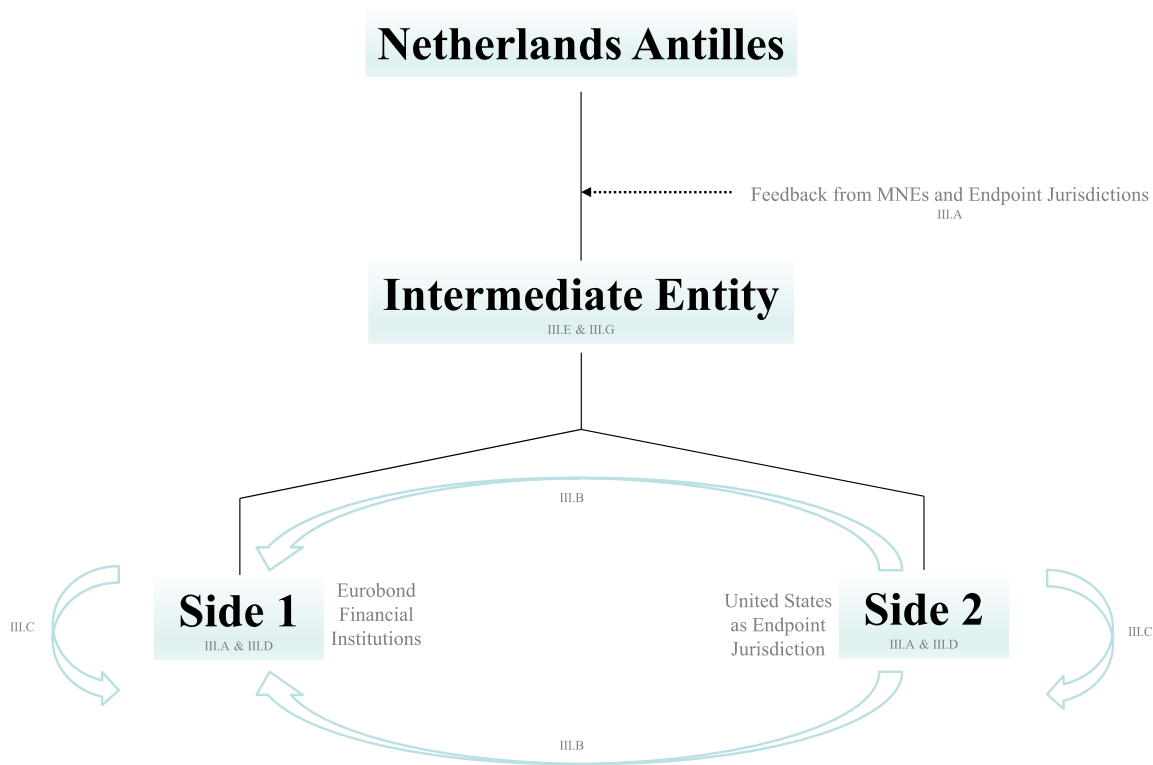 Netherlands Antilles
Feedback from MNEs and Endpoint Jurisdictions
III.A
Intermediate Entity
III.E & III.G
III.B
Side 1
III.A & III.D
Eurobond
Financial
Institutions
United States
as Endpoint
Jurisdiction
Side 2
III.A & III.D
III.C
III.C
III.B